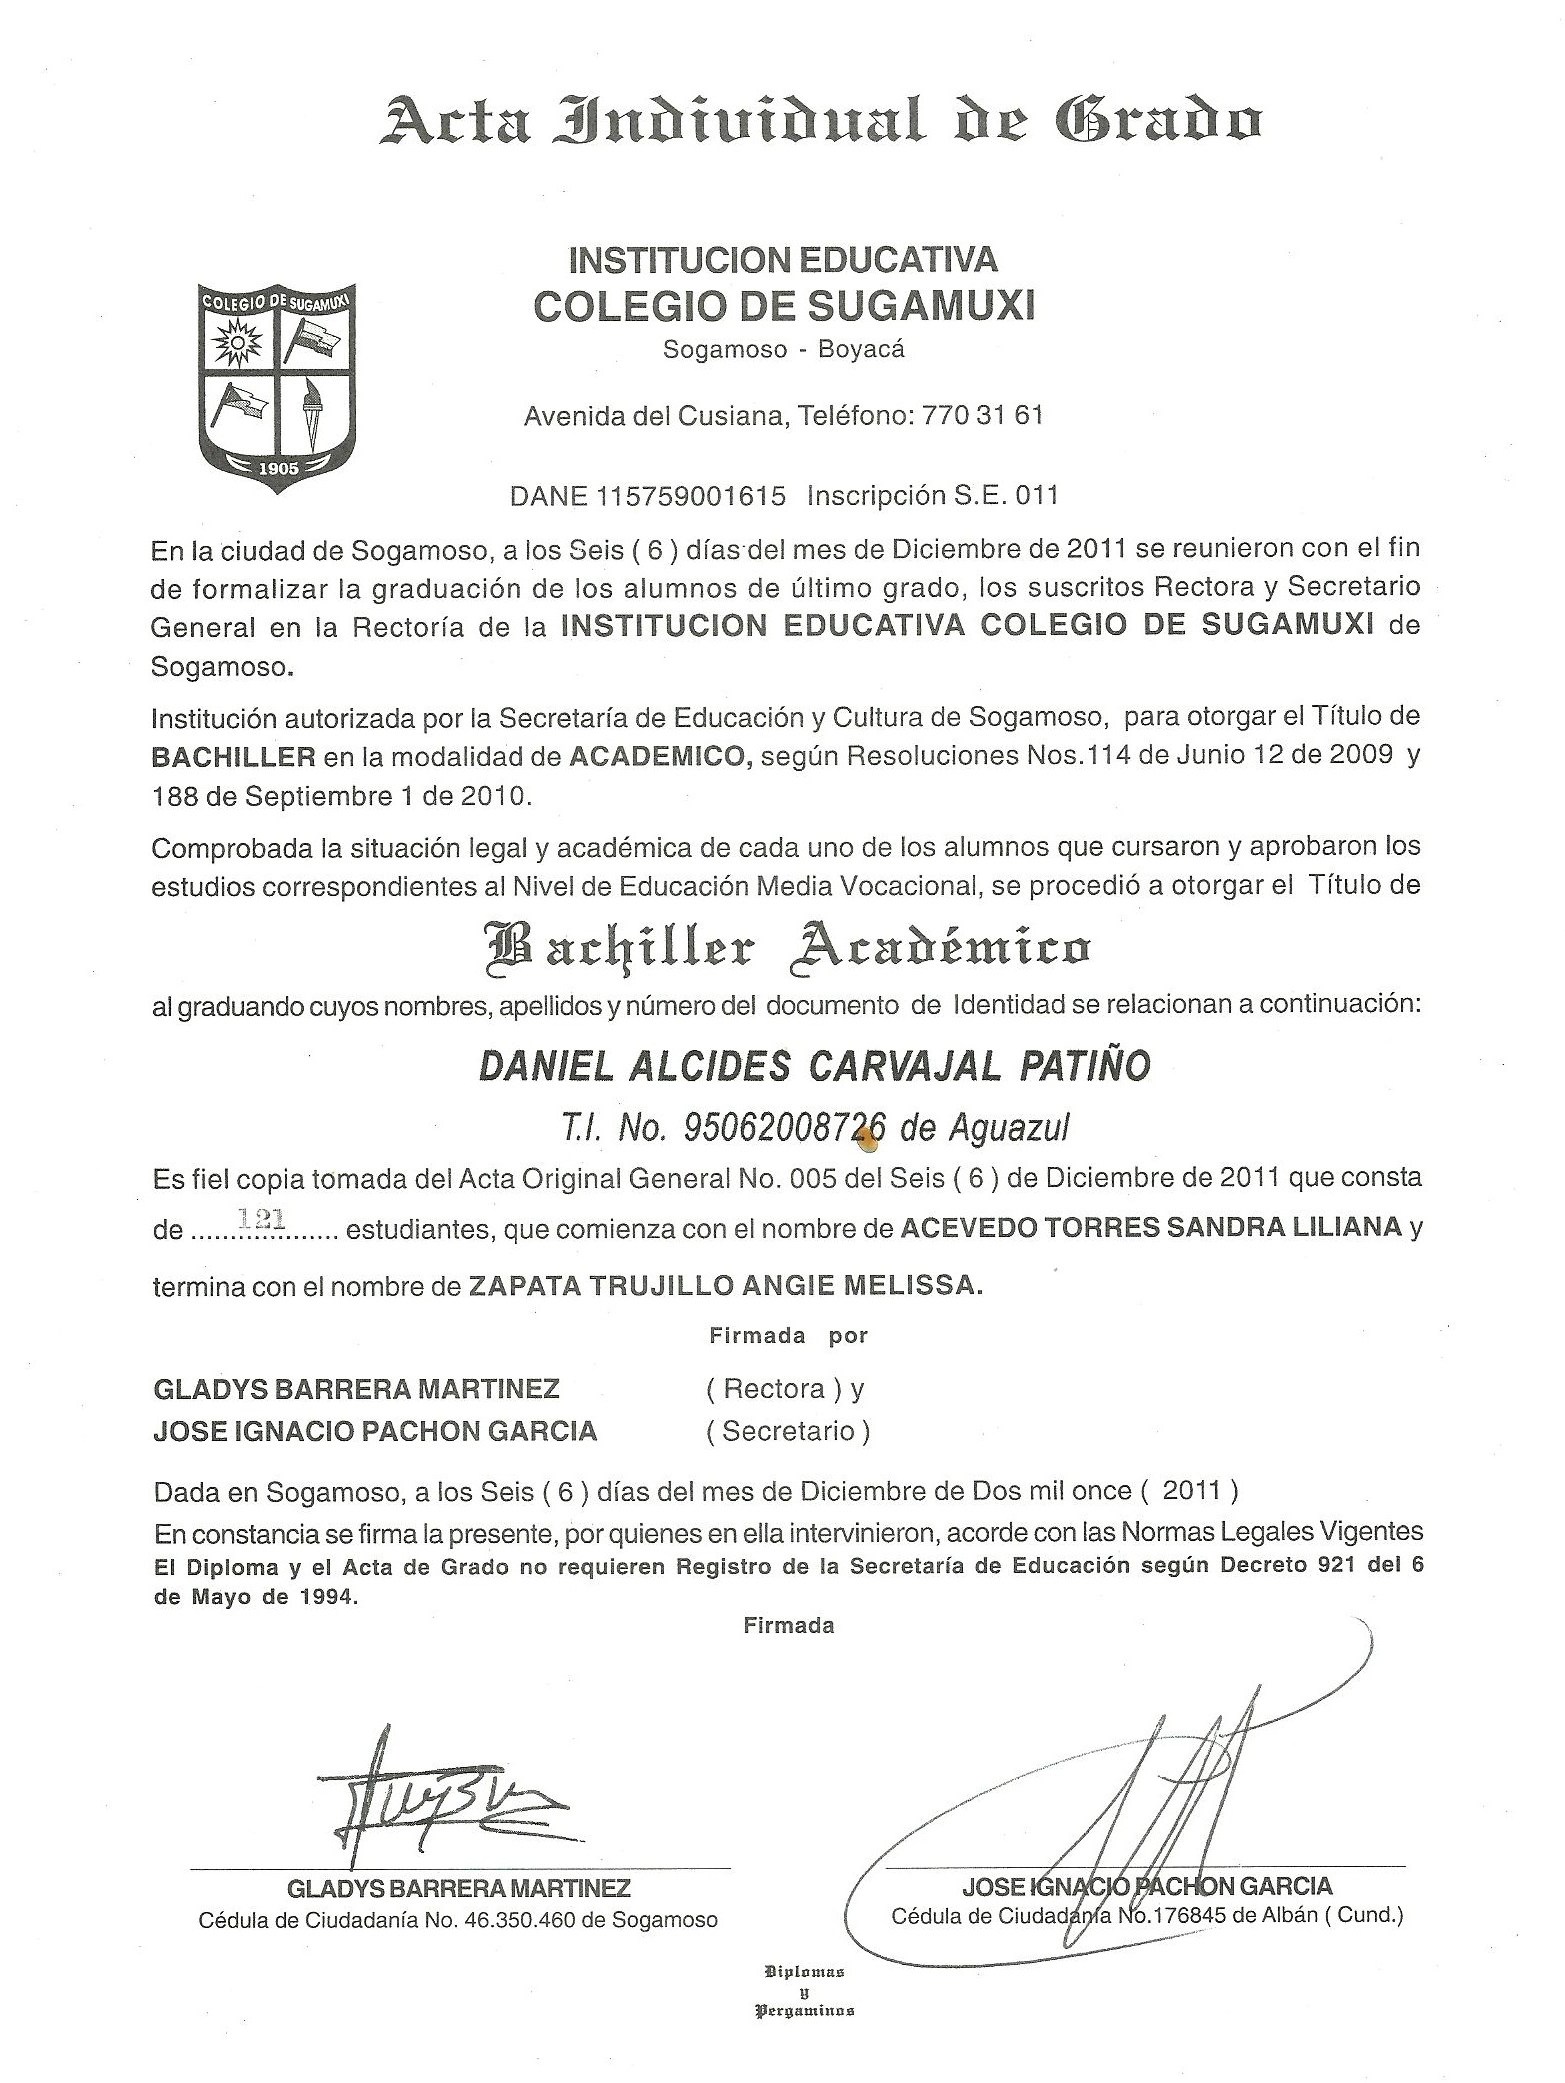 Acta Individual de Grado
INSTITUCION EDUCATIVA
COLEGIO DE SUGAMUXI
Sogamoso - Boyacá
COLEGIO DE SUGAMUXI
1905
Avenida del Cusiana, Teléfono: 770 31 61
DANE 115759001615 Inscripción S.E. 011
En la ciudad de Sogamoso, a los Seis ( 6 ) días del mes de Diciembre de 2011 se reunieron con el fin
de formalizar la graduación de los alumnos de último grado, los suscritos Rectora y Secretario
General en la Rectoría de la INSTITUCION EDUCATIVA COLEGIO DE SUGAMUXI de
Sogamoso.
Institución autorizada por la Secretaría de Educación y Cultura de Sogamoso, para otorgar el Título de
BACHILLER en la modalidad de ACADEMICO, según Resoluciones Nos.114 de Junio 12 de 2009 y
188 de Septiembre 1 de 2010.
Comprobada la situación legal y académica de cada uno de los alumnos que cursaron y aprobaron los
estudios correspondientes al Nivel de Educación Media Vocacional, se procedió a otorgar el Título de
Bachiller Académico
al graduando cuyos nombres, apellidos y número del documento de Identidad se relacionan a continuación:
DANIEL ALCIDES CARVAJAL PATIÑO
T.I. No. 95062008726 de Aguazul
Es fiel copia tomada del Acta Original General No. 005 del Seis ( 6 ) de Diciembre de 2011 que consta
de ......121....... estudiantes, que comienza con el nombre de ACEVEDO TORRES SANDRA LILIANA y
termina con el nombre de ZAPATA TRUJILLO ANGIE MELISSA.
Firmada por
GLADYS BARRERA MARTINEZ ( Rectora ) y
JOSE IGNACIO PACHON GARCIA ( Secretario )
Dada en Sogamoso, a los Seis ( 6 ) días del mes de Diciembre de Dos mil once ( 2011 )
En constancia se firma la presente, por quienes en ella intervinieron, acorde con las Normas Legales Vigentes
El Diploma y el Acta de Grado no requieren Registro de la Secretaría de Educación según Decreto 921 del 6
de Mayo de 1994.
Firmada
GLADYS BARRERA MARTINEZ
Cédula de Ciudadanía No. 46.350.460 de Sogamoso
JOSE IGNACIO PACHON GARCIA
Cédula de Ciudadanía No.176845 de Albán ( Cund.)
Diplomas
y
Pergaminos